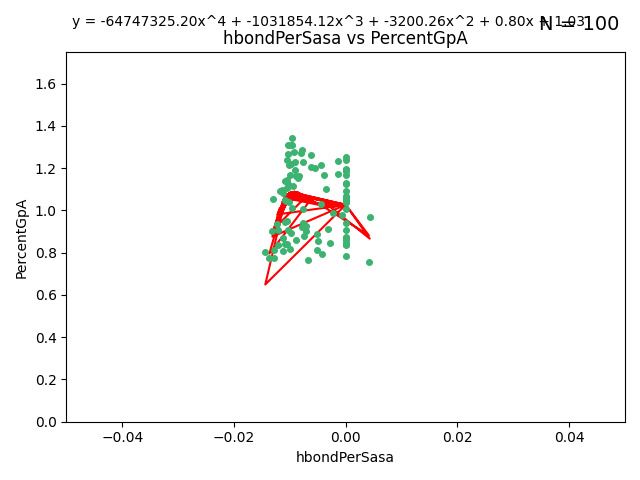 y = -64747325.20x^4 + -1031854.12x^3 + -3200.26x^2 + 0.80x + 1.03
N = 100
hbondPerSasa vs PercentGpA
1.6
1.4
1.2
1.0
0.8
0.6
0.4
0.2
0.0
PercentGpA
−0.04
−0.02
0.00
0.02
0.04
hbondPerSasa